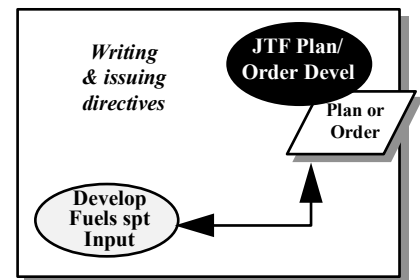 Writing
& issuing
directives
JTF Plan/
Order Devel
Plan or
Order
Develop
Fuels spt
Input